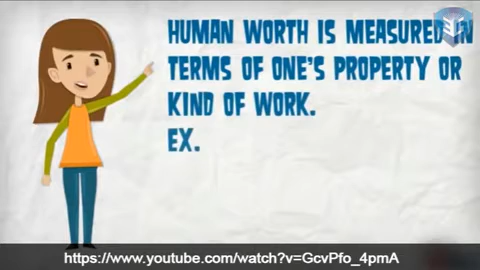 HUMAN WORTH IS MEASURED IN
TERMS OF ONE'S PROPERTY OR
KIND OF WORK.
EX.
https://www.youtube.com/watch?v=GcvPfo_4pmA